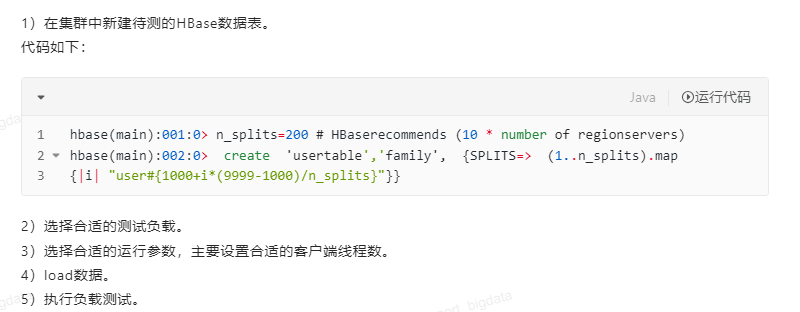 1）在集群中新建待测的HBase数据表。
代码如下：
Java
运行代码
1 hbase(main):001:0> n_splits=200 # HBaserecommends (10 * number of regionservers)
2 hbase(main):002:0>  create  'usertable','family',  {SPLITS=>  (1..n_splits).map
3 {|i| "user#{1000+i*(9999-1000)/n_splits}"}}
2）选择合适的测试负载。
3）选择合适的运行参数，主要设置合适的客户端线程数。
4）load数据。
5）执行负载测试。
bigdata